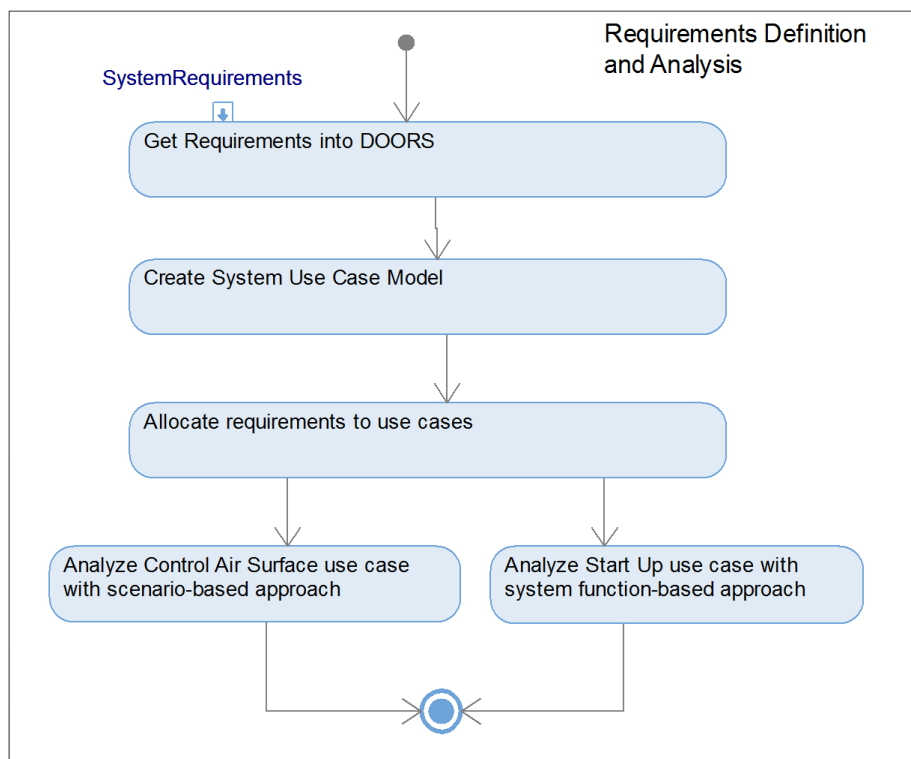 Requirements Definition
and Analysis
SystemRequirements
Get Requirements into DOORS
Create System Use Case Model
Allocate requirements to use cases
Analyze Control Air Surface use case
with scenario-based approach
Analyze Start Up use case with
system function-based approach